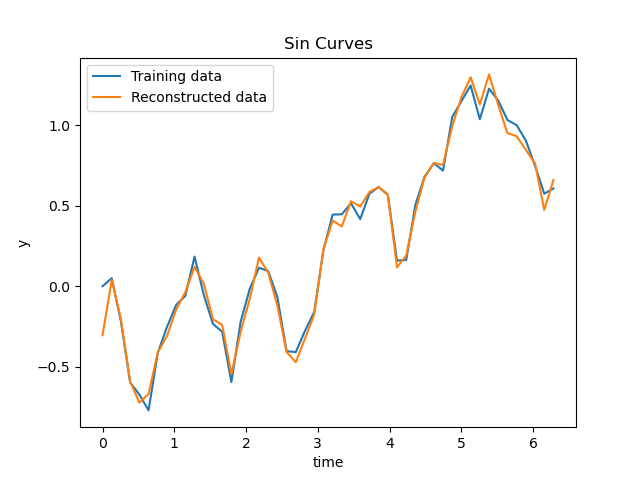 Sin Curves
Training data
Reconstructed data
1.0
0.5
0.0
−0.5
y
0 1 2 3 4 5 6
time